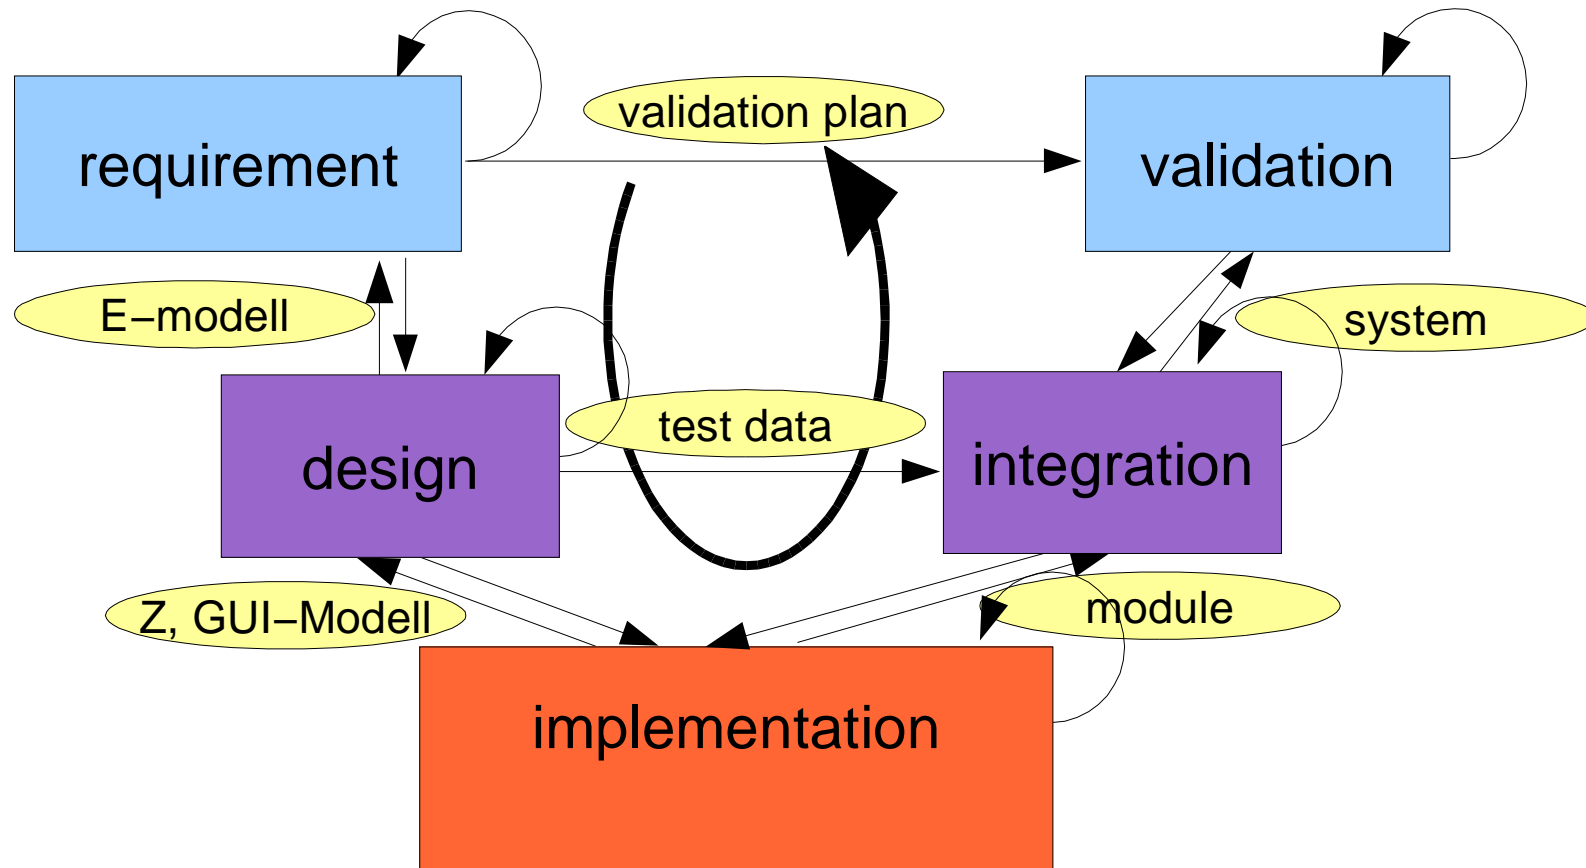 validation plan
requirement
validation
E−modell
system
test data
design
integration
Z, GUI−Modell
module
implementation